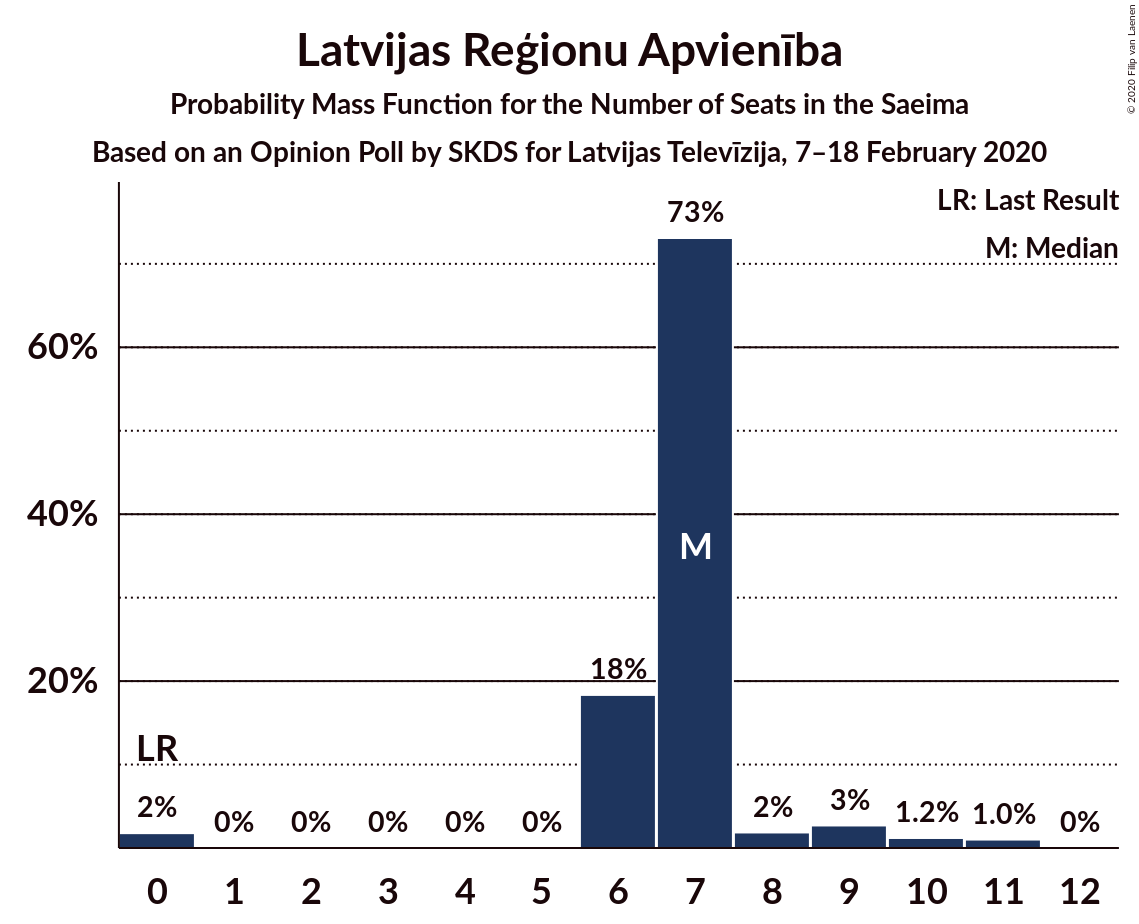 Latvijas Reģionu Apvienība
Probability Mass Function for the Number of Seats in the Saeima
Based on an Opinion Poll by SKDS for Latvijas Televīzija, 7–18 February 2020
© 2020 Filip van Laenen
LR: Last Result
M: Median
73%
60%
40%
M
20%
18%
LR
2%
0%
0%
0%
0%
0%
2%
3%
1.2%
1.0%
0%
0 1 2 3 4 5 6 7 8 9 10 11 12